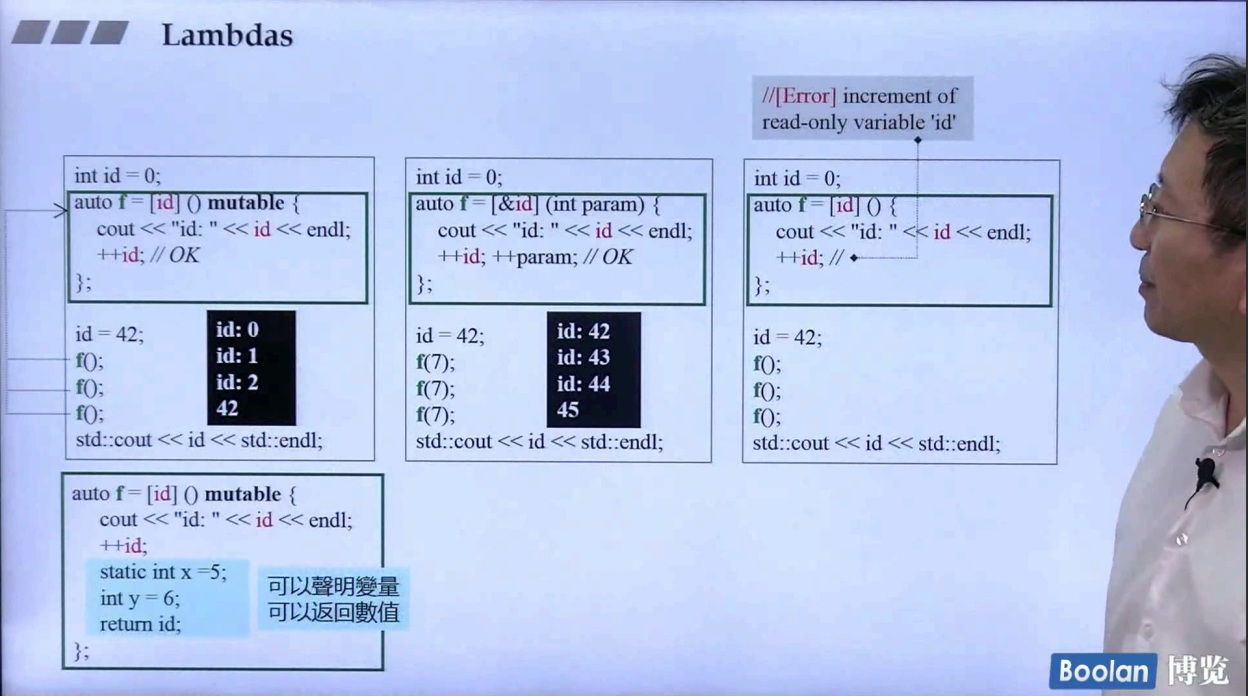 Lambdas
//[Error] increment of
read-only variable 'id'
int id = 0;
auto f = [id] () mutable {
cout << "id: " << id << endl;
++id; // OK
};
id = 42;
f();
f();
f();
std::cout << id << std::endl;
id: 0
id: 1
id: 2
42
int id = 0;
auto f = [&id] (int param) {
cout << "id: " << id << endl;
++id; ++param; // OK
};
id = 42;
f(7);
f(7);
f(7);
std::cout << id << std::endl;
id: 42
id: 43
id: 44
45
int id = 0;
auto f = [id] () {
cout << "id: " << id << endl;
++id; //
};
id = 42;
f();
f();
f();
std::cout << id << std::endl;
auto f = [id] () mutable {
cout << "id: " << id << endl;
++id;
static int x =5;
int y = 6;
return id;
};
可以聲明變量
可以返回數值
Boolan 博览